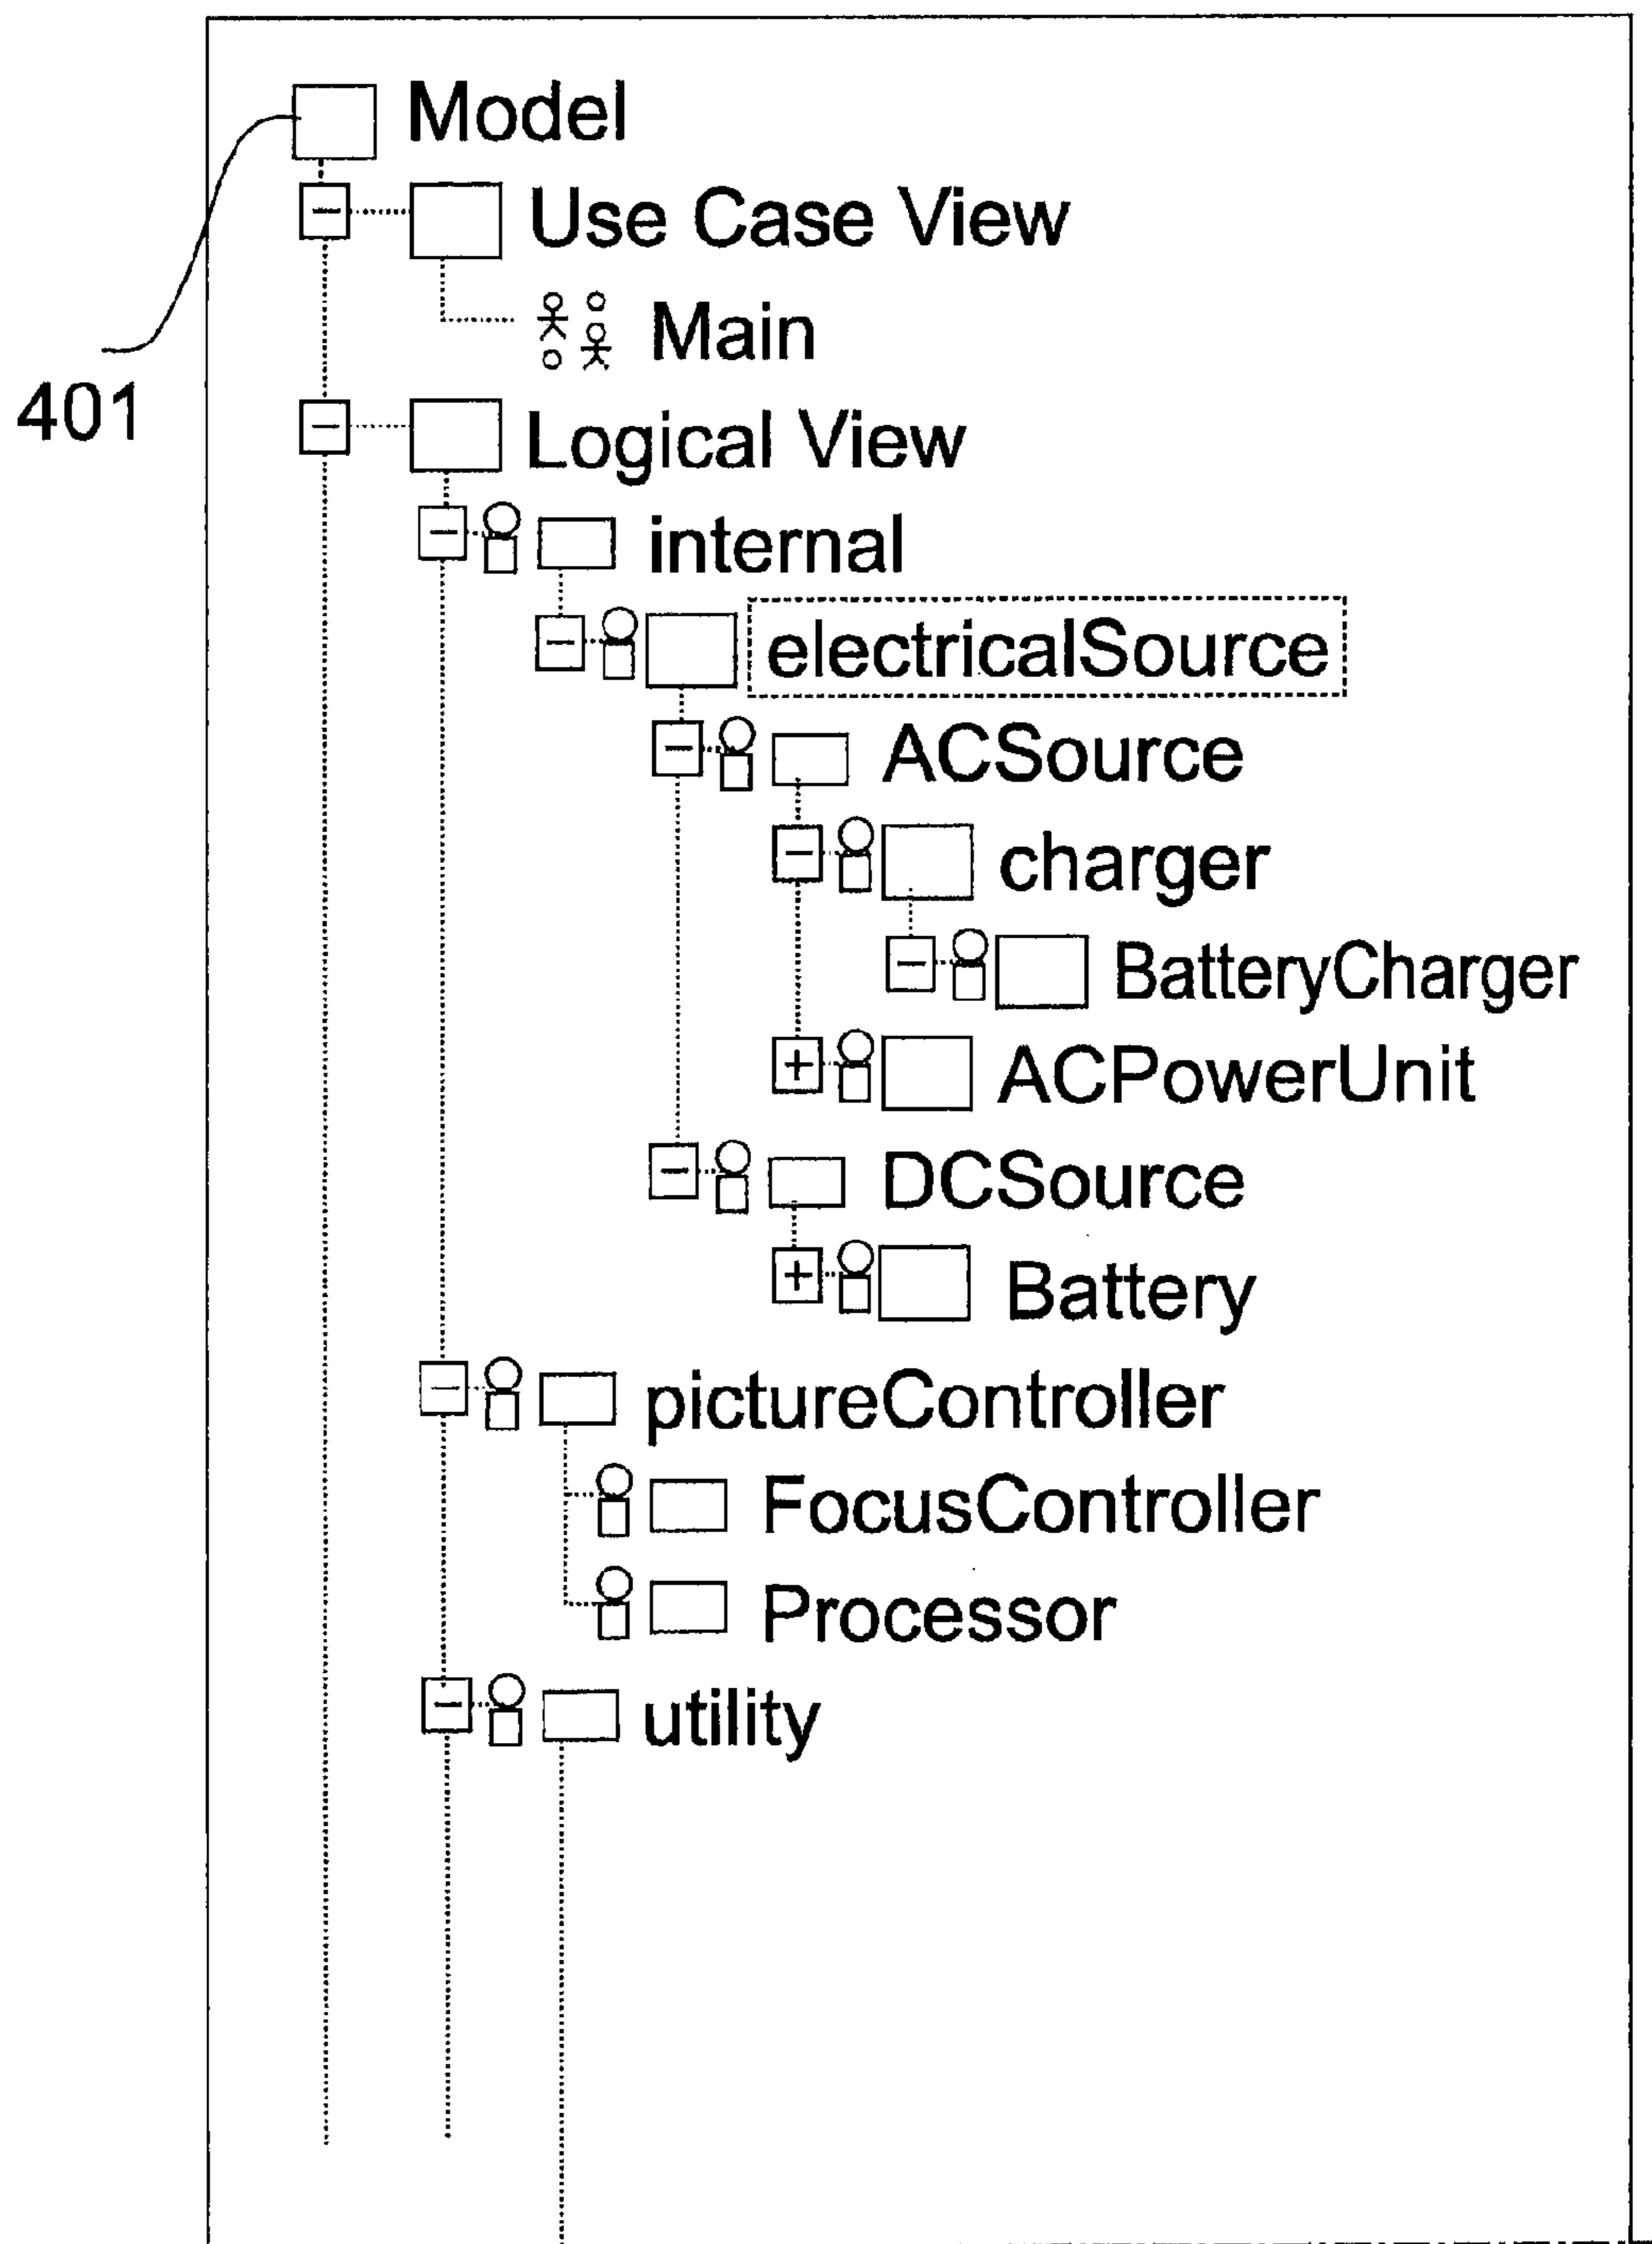 Model
Use Case View
Main
401
Logical View
internal
electricalSource
ACSource
charger
BatteryCharger
ACPowerUnit
DCSource
Battery
pictureController
FocusController
Processor
utility